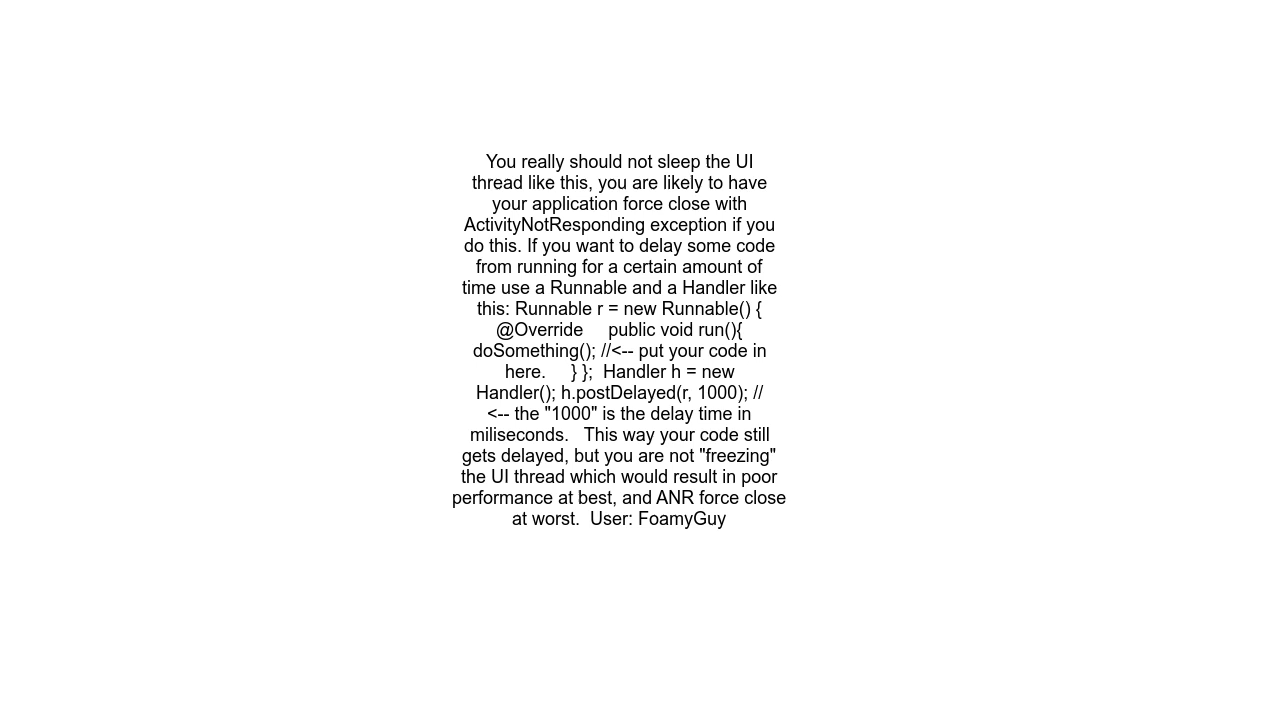 You really should not sleep the UI
thread like this, you are likely to have
your application force close with
ActivityNotResponding exception if you
do this. If you want to delay some code
from running for a certain amount of
time use a Runnable and a Handler like
this: Runnable r = new Runnable() {
@Override     public void run(){
doSomething(); //<-- put your code in
here.     } };  Handler h = new
Handler(); h.postDelayed(r, 1000); //
<-- the "1000" is the delay time in
miliseconds.   This way your code still
gets delayed, but you are not "freezing"
the UI thread which would result in poor
performance at best, and ANR force close
at worst.  User: FoamyGuy